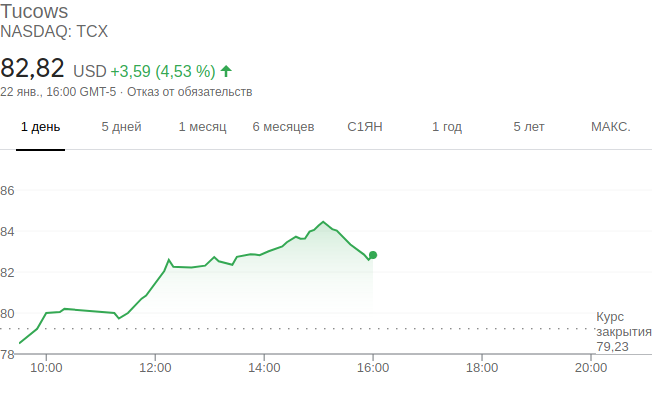 Tucows
NASDAQ: TCX
82,82 USD +3,59 (4,53 %)
22 янв., 16:00 GMT-5 · Отказ от обязательств
1 день 5 дней 1 месяц 6 месяцев С1ЯН 1 год 5 лет МАКС.
86
84
82
80
Курс
закрытия
79,23
78
10:00 12:00 14:00 16:00 18:00 20:00